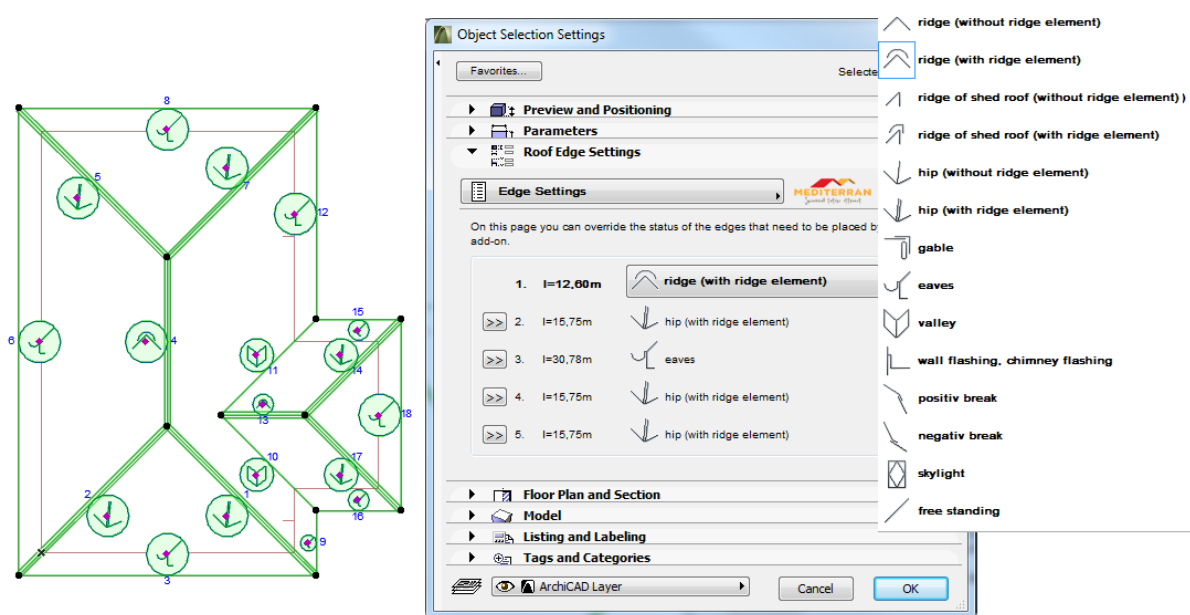 8
5
7
12
6
4
15
11
14
13
18
10
17
2
1
16
9
3
Object Selection Settings
Favorites...
Selecte
Preview and Positioning
Parameters
Roof Edge Settings
Edge Settings
MEDITERRAN
On this page you can override the status of the edges that need to be placed b
add-on.
1. l=12,60m ridge (with ridge element)
>> 2. l=15,75m hip (with ridge element)
>> 3. l=30,78m eaves
>> 4. l=15,75m hip (with ridge element)
>> 5. l=15,75m hip (with ridge element)
Floor Plan and Section
Model
Listing and Labeling
Tags and Categories
ArchiCAD Layer
Cancel
OK
ridge (without ridge element)
ridge (with ridge element)
ridge of shed roof (without ridge element) )
ridge of shed roof (with ridge element)
hip (without ridge element)
hip (with ridge element)
gable
eaves
valley
wall flashing, chimney flashing
positiv break
negativ break
skylight
free standing